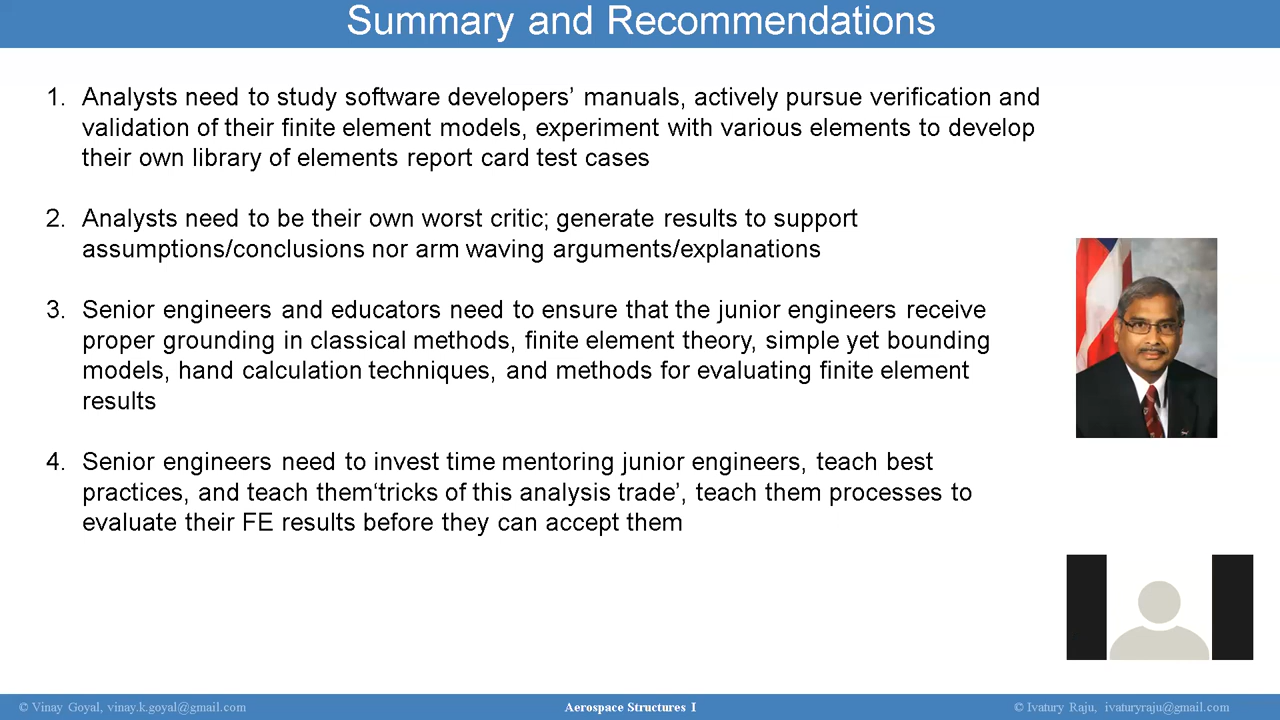 Summary and Recommendations
1. Analysts need to study software developers’ manuals, actively pursue verification and
validation of their finite element models, experiment with various elements to develop
their own library of elements report card test cases
2. Analysts need to be their own worst critic; generate results to support
assumptions/conclusions nor arm waving arguments/explanations
3. Senior engineers and educators need to ensure that the junior engineers receive
proper grounding in classical methods, finite element theory, simple yet bounding
models, hand calculation techniques, and methods for evaluating finite element
results
4. Senior engineers need to invest time mentoring junior engineers, teach best
practices, and teach them‘tricks of this analysis trade’, teach them processes to
evaluate their FE results before they can accept them
© Vinay Goyal, vinay.k.goyal@gmail.com
Aerospace Structures I
© Ivatury Raju, ivaturyraju@gmail.com